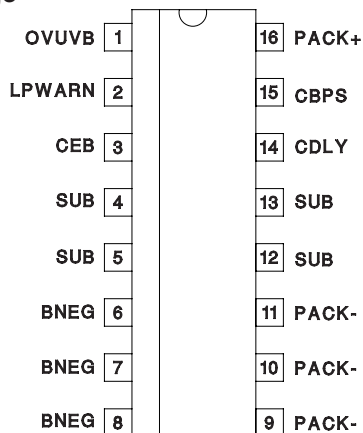 OVUVB 1 16 PACK+
LPWARN 2 15 CBPS
CEB 3 14 CDLY
SUB 4 13 SUB
SUB 5 12 SUB
BNEG 6 11 PACK-
BNEG 7 10 PACK-
BNEG 8 9 PACK-